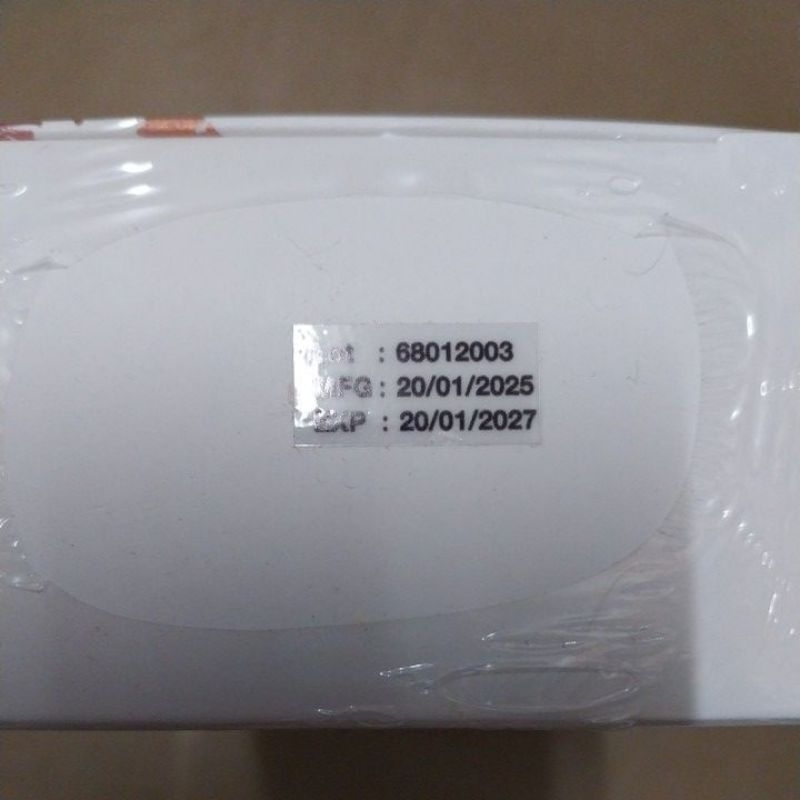 Lot : 68012003
MFG : 20/01/2025
EXP : 20/01/2027